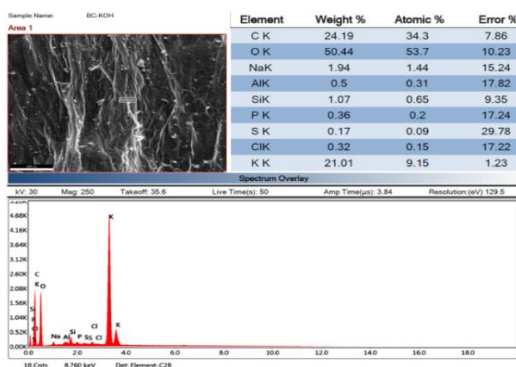 Sample Name: BC-KOH
Area 1
Element Weight % Atomic % Error %
C K 24.19 34.3 7.86
O K 50.44 53.7 10.23
NaK 1.94 1.44 15.24
AlK 0.5 0.31 17.82
SiK 1.07 0.65 9.35
P K 0.36 0.2 17.24
S K 0.17 0.09 29.78
ClK 0.32 0.15 17.22
K K 21.01 9.15 1.23
Spectrum Overlay
kV: 30 Mag: 250 Takeoff: 35.6 Live Time(s): 50 Amp Time(µs): 3.84 Resolution:(eV) 129.5
5.20K
4.68K
4.16K
3.64K
3.12K
2.60K
2.08K
1.56K
1.04K
0.52K
0.0
K
C
K O
Si
P
Cl
Na Al Si P S S Cl Cl K
0.0 2.0 4.0 6.0 8.0 10.0 12.0 14.0 16.0 18.0
18 Cnts 8.760 keV Det: Element-C2B